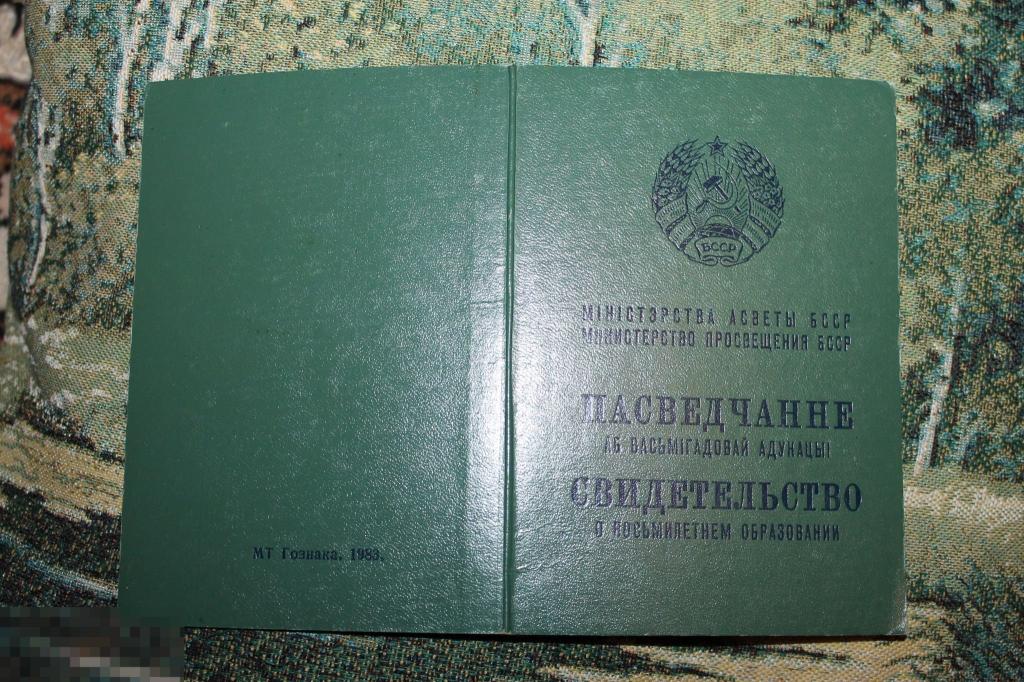 МТ Гознака. 1983.
БССР
МІНІСТЭРСТВА АСВЕТЫ БССР
МИНИСТЕРСТВО ПРОСВЕЩЕНИЯ БССР
ПАСВЕДЧАННЕ
АБ ВАСЬМІГАДОВАЙ АДУКАЦЫІ
СВИДЕТЕЛЬСТВО
О ВОСЬМИЛЕТНЕМ ОБРАЗОВАНИИ